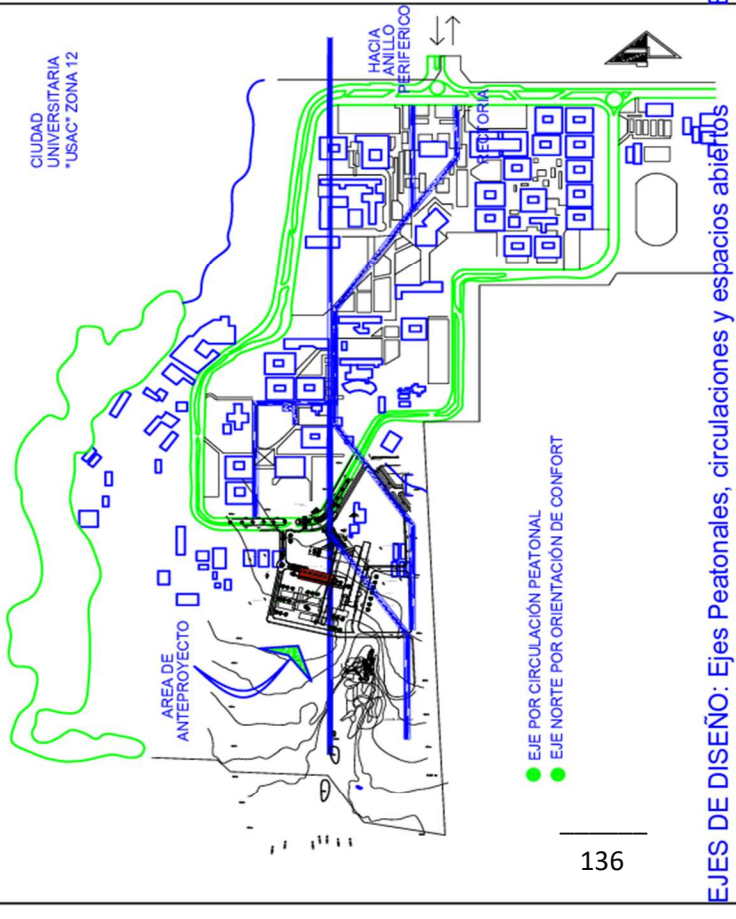 CIUDAD
UNIVERSITARIA
"USAC" ZONA 12
HACIA
ANILLO
PERIFERICO
RECTORIA
AREA DE
ANTEPROYECTO
EJE POR CIRCULACIÓN PEATONAL
EJE NORTE POR ORIENTACIÓN DE CONFORT
136
EJES DE DISEÑO: Ejes Peatonales, circulaciones y espacios abiertos